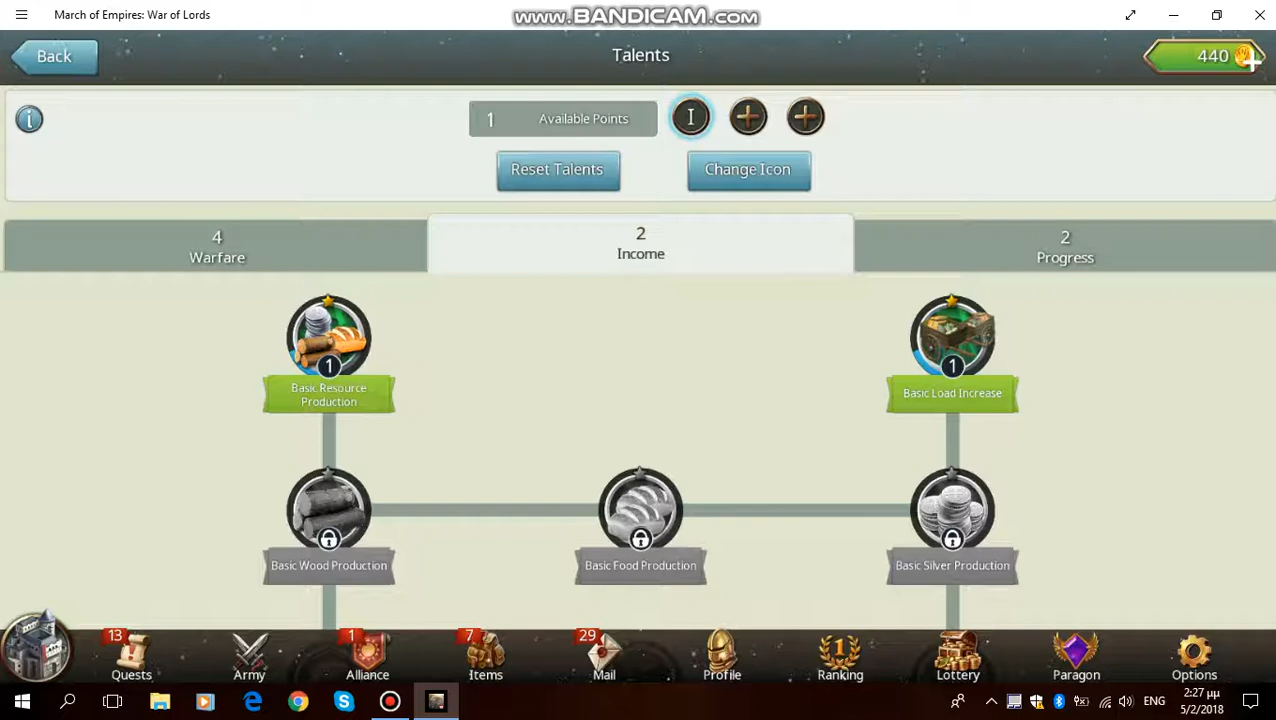 March of Empires: War of Lords
www.BANDICAM.com
Back
Talents
440
i
1 Available Points
I
Reset Talents
Change Icon
4
Warfare
2
Income
2
Progress
1
Basic Resource
Production
1
Basic Load Increase
Basic Wood Production
Basic Food Production
Basic Silver Production
13
Quests
Army
1
Alliance
7
Items
29
Mail
Profile
1
Ranking
Lottery
Paragon
Options
ΕΝG
2:27 μμ
5/2/2018